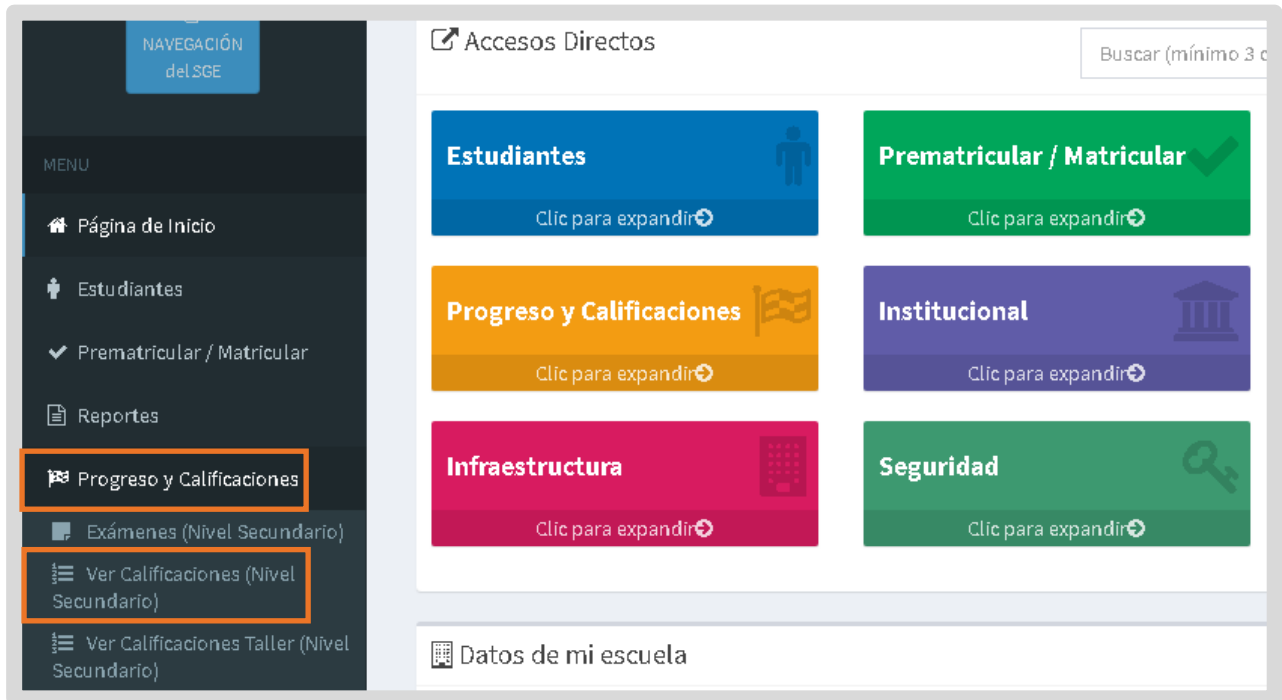 NAVEGACIÓN
del SGE
MENU
Página de Inicio
Estudiantes
Prematricular / Matricular
Reportes
Progreso y Calificaciones
Exámenes (Nivel Secundario)
Ver Calificaciones (Nivel
Secundario)
Ver Calificaciones Taller (Nivel
Secundario)
Accesos Directos
Buscar (mínimo 3 c
Estudiantes
Clic para expandir
Prematricular / Matricular
Clic para expandir
Progreso y Calificaciones
Clic para expandir
Institucional
Clic para expandir
Infraestructura
Clic para expandir
Seguridad
Clic para expandir
Datos de mi escuela